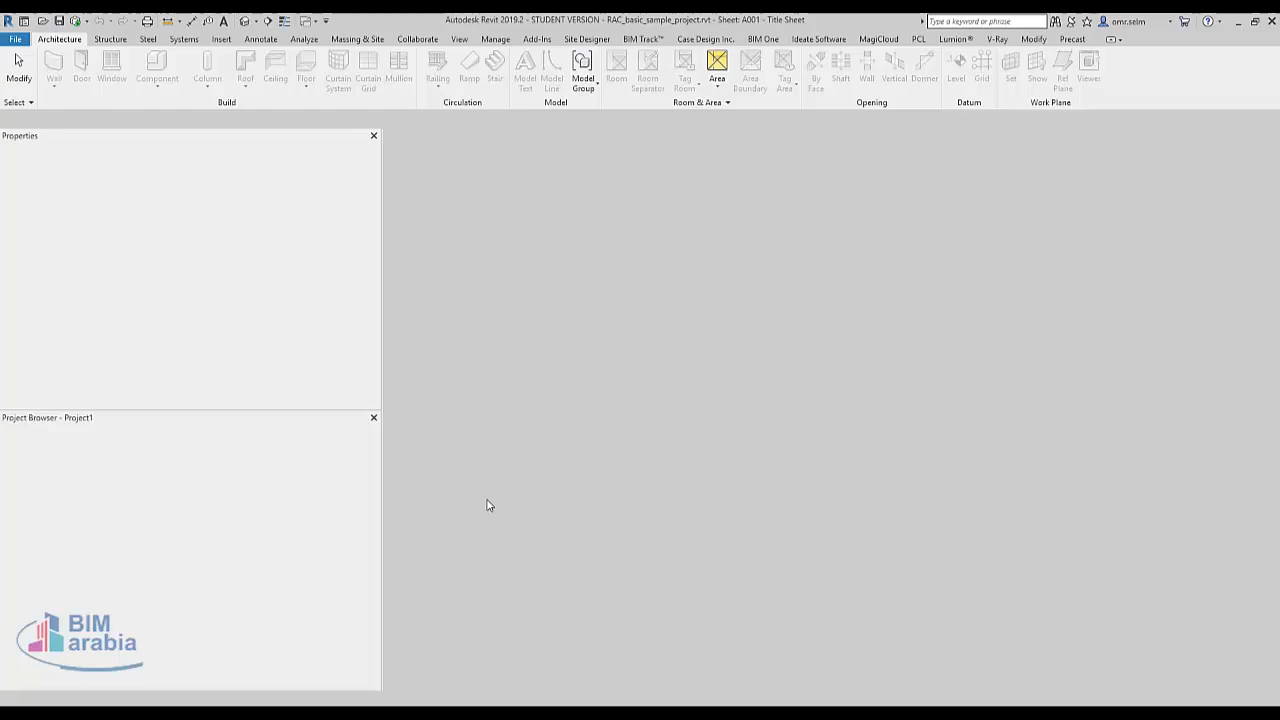 Autodesk Revit 2019.2 - STUDENT VERSION - RAC_basic_sample_project.rvt - Sheet: A001 - Title Sheet
Type a keyword or phrase
omr.selm
File Architecture Structure Steel Systems Insert Annotate Analyze Massing & Site Collaborate View Manage Add-Ins Site Designer BIM Track™ Case Design Inc. BIM One Ideate Software MagiCloud PCL Lumion® V-Ray Modify Precast
Modify Wall Door Window Component Column Roof Ceiling Floor Curtain System Curtain Grid Mullion Railing Ramp Stair Model Text Model Line Model Group Room Room Separator Tag Room Area Area Boundary Tag Area By Face Shaft Wall Vertical Dormer Level Grid Set Show Ref Plane Viewer
Select Build Circulation Model Room & Area Opening Datum Work Plane
Properties
Project Browser - Project1
BIM
arabia